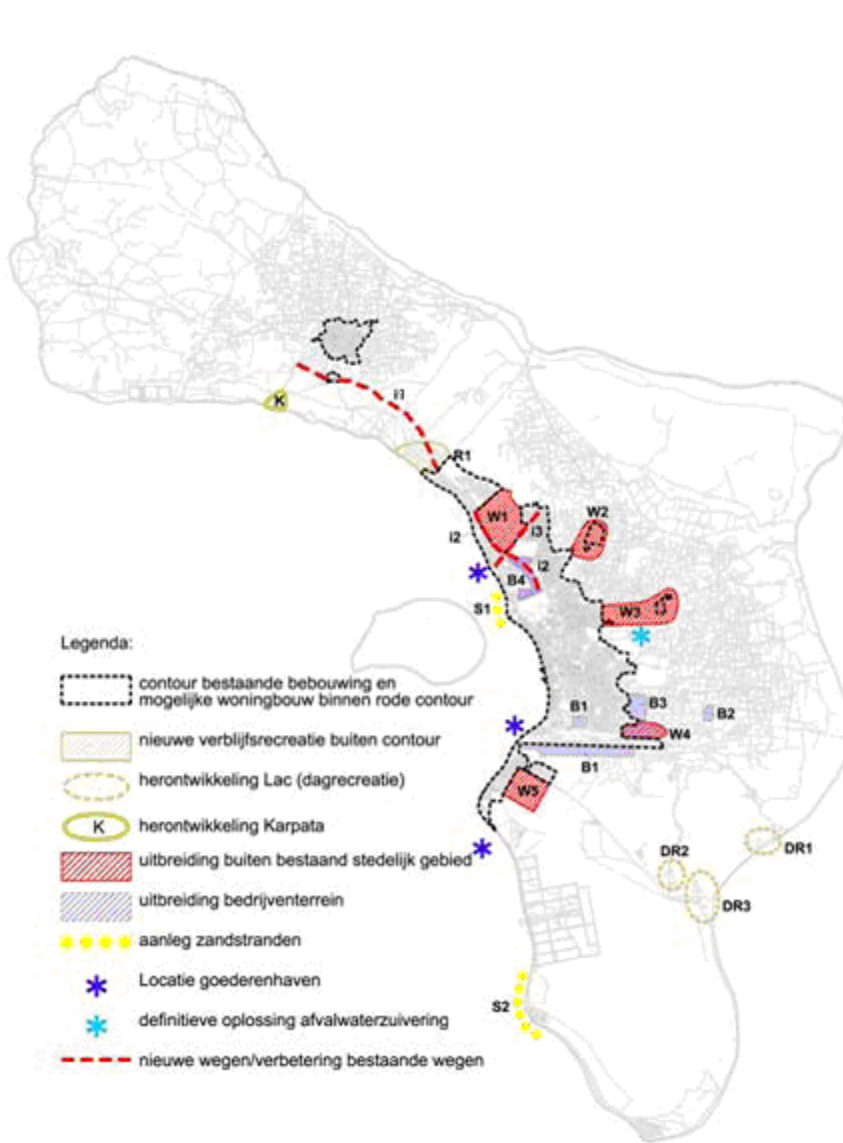 K
i1
R1
W1
i3
W2
i2
i2
B4
S1
W3
Legenda:
contour bestaande bebouwing en
mogelijke woningbouw binnen rode contour
B1
B3
B2
W4
B1
W5
nieuwe verblijfsrecreatie buiten contour
herontwikkeling Lac (dagrecreatie)
K
herontwikkeling Karpata
uitbreiding buiten bestaand stedelijk gebied
DR1
DR2
DR3
uitbreiding bedrijventerrein
aanleg zandstranden
Locatie goederenhaven
S2
definitieve oplossing afvalwaterzuivering
nieuwe wegen/verbetering bestaande wegen